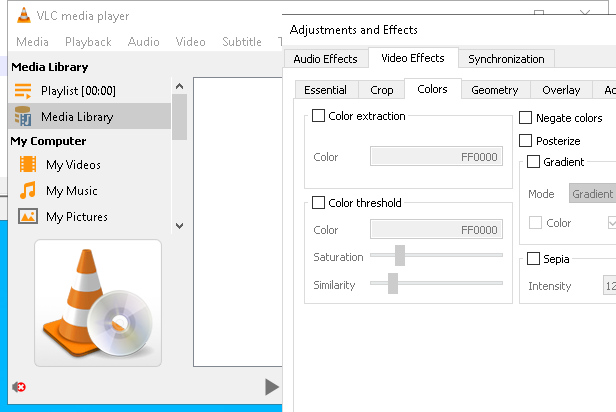 VLC media player
Media Playback Audio Video Subtitle
Media Library
Playlist [00:00]
Media Library
My Computer
My Videos
My Music
My Pictures
Adjustments and Effects
Audio Effects Video Effects Synchronization
Essential Crop Colors Geometry Overlay
Color extraction
Color FF0000
Color threshold
Color FF0000
Saturation
Similarity
Negate colors
Posterize
Gradient
Mode Gradient
Color
Sepia
Intensity 12